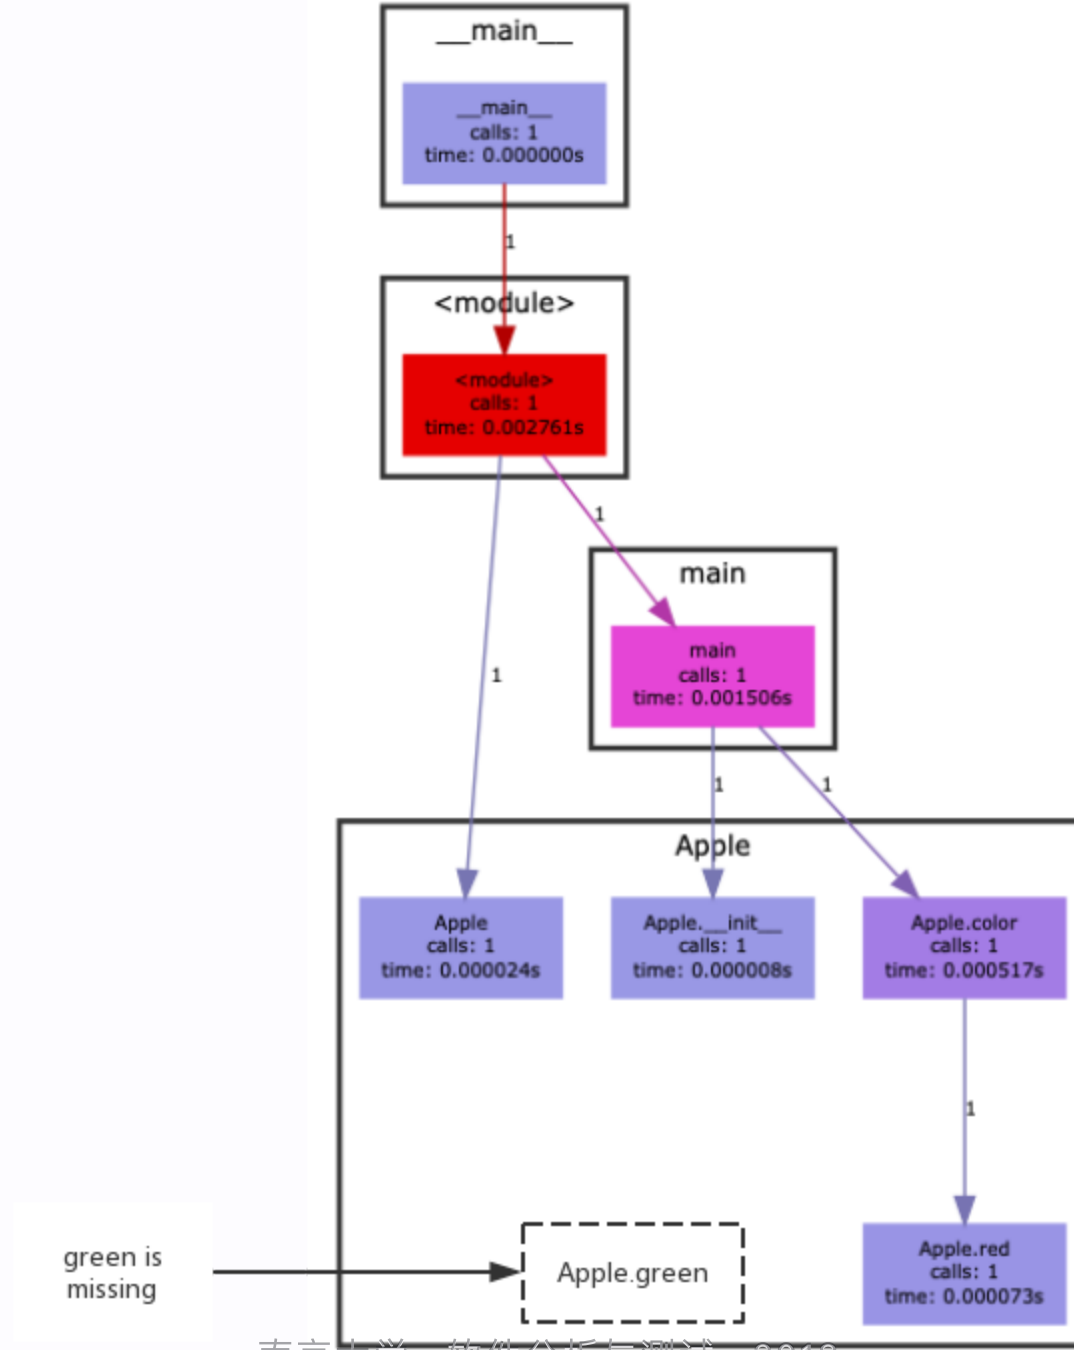 __main__
__main__
calls: 1
time: 0.000000s
1
<module>
<module>
calls: 1
time: 0.002761s
1
main
main
calls: 1
time: 0.001506s
1
1
1
Apple
Apple
calls: 1
time: 0.000024s
Apple.__init__
calls: 1
time: 0.000008s
Apple.color
calls: 1
time: 0.000517s
1
green is
missing
Apple.green
Apple.red
calls: 1
time: 0.000073s